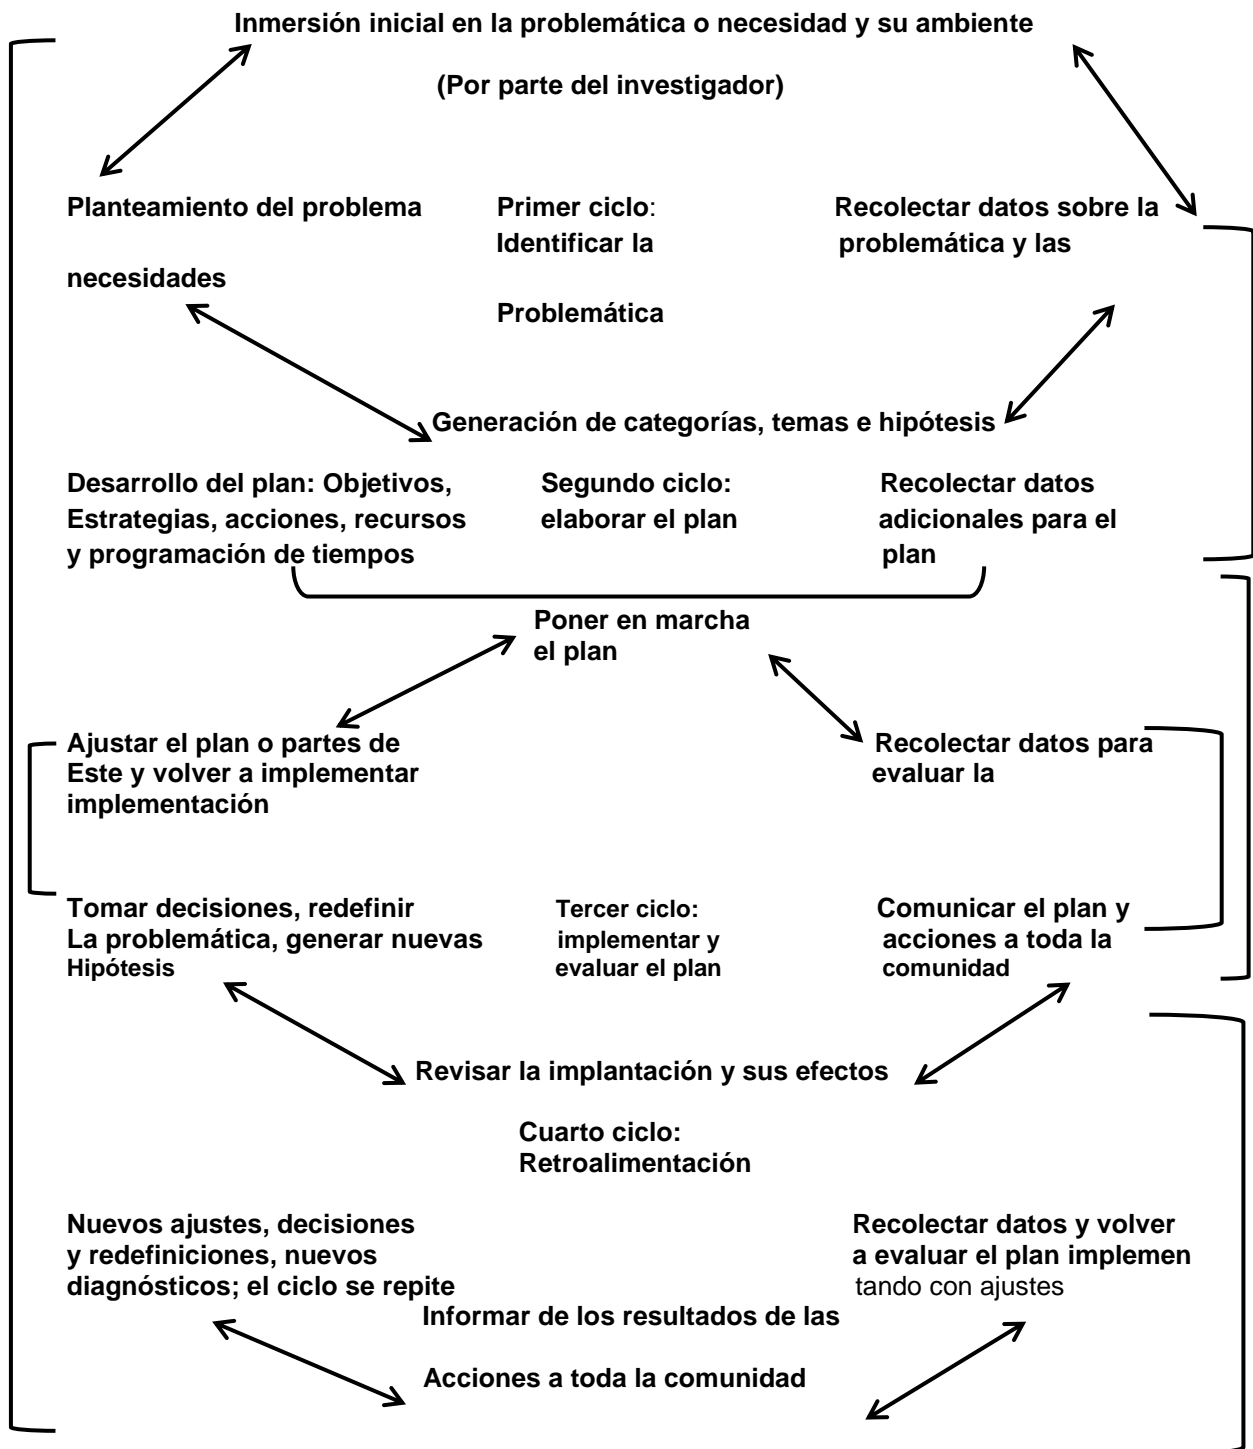 Inmersión inicial en la problemática o necesidad y su ambiente
(Por parte del investigador)
Planteamiento del problema Primer ciclo: Recolectar datos sobre la
Identificar la problemática y las
necesidades
Problemática
Generación de categorías, temas e hipótesis
Desarrollo del plan: Objetivos, Segundo ciclo: Recolectar datos
Estrategias, acciones, recursos elaborar el plan adicionales para el
y programación de tiempos plan
Poner en marcha
el plan
Ajustar el plan o partes de Recolectar datos para
Este y volver a implementar evaluar la
implementación
Tomar decisiones, redefinir Tercer ciclo: Comunicar el plan y
La problemática, generar nuevas implementar y acciones a toda la
Hipótesis evaluar el plan comunidad
Revisar la implantación y sus efectos
Cuarto ciclo:
Retroalimentación
Nuevos ajustes, decisiones Recolectar datos y volver
y redefiniciones, nuevos a evaluar el plan implemen
diagnósticos; el ciclo se repite tando con ajustes
Informar de los resultados de las
Acciones a toda la comunidad